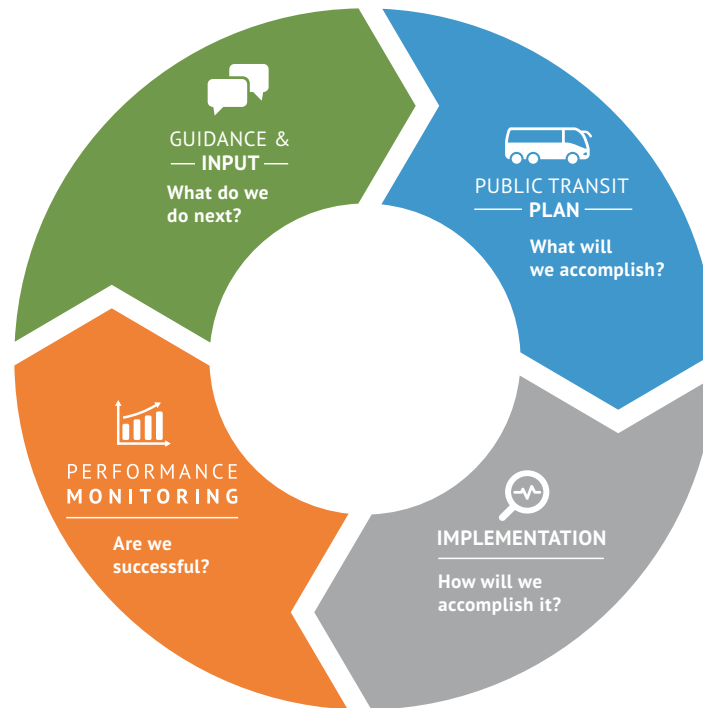 GUIDANCE &
INPUT
What do we
do next?
PUBLIC TRANSIT
PLAN
What will
we accomplish?
IMPLEMENTATION
How will we
accomplish it?
PERFORMANCE
MONITORING
Are we
successful?